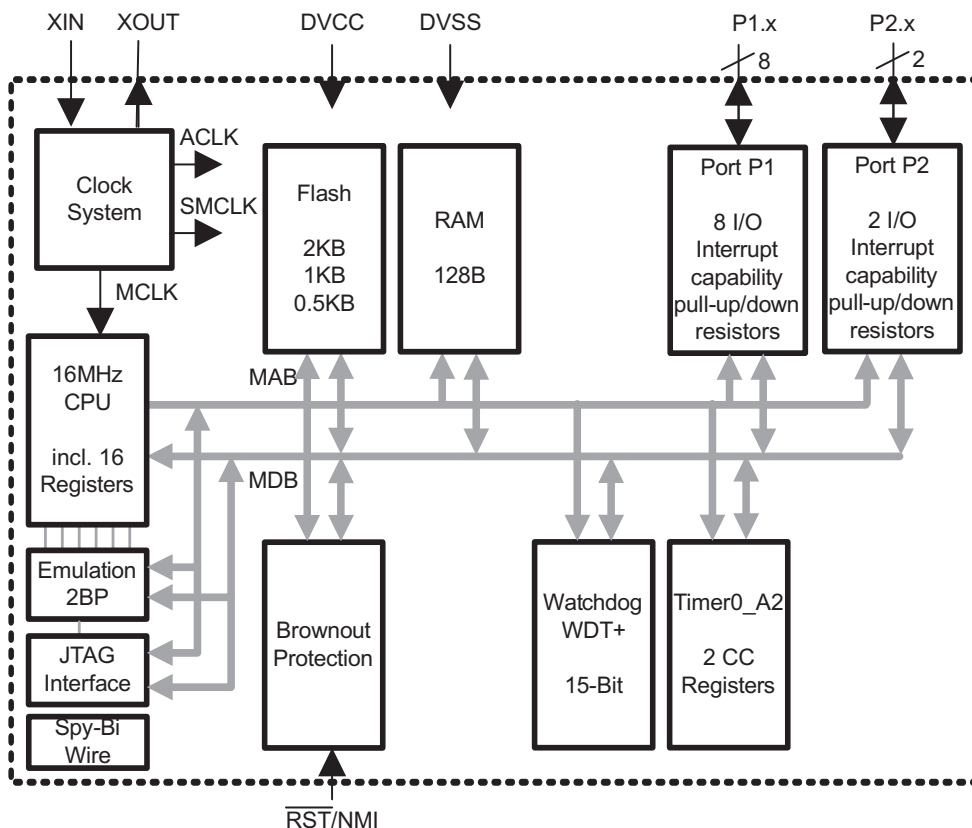 XIN
XOUT
DVCC
DVSS
P1.x
P2.x
8
2
Clock
System
ACLK
SMCLK
MCLK
Flash
2KB
1KB
0.5KB
RAM
128B
Port P1
8 I/O
Interrupt
capability
pull-up/down
resistors
Port P2
2 I/O
Interrupt
capability
pull-up/down
resistors
16MHz
CPU
incl. 16
Registers
MAB
MDB
Emulation
2BP
JTAG
Interface
Spy-Bi
Wire
Brownout
Protection
Watchdog
WDT+
15-Bit
Timer0_A2
2 CC
Registers
RST/NMI